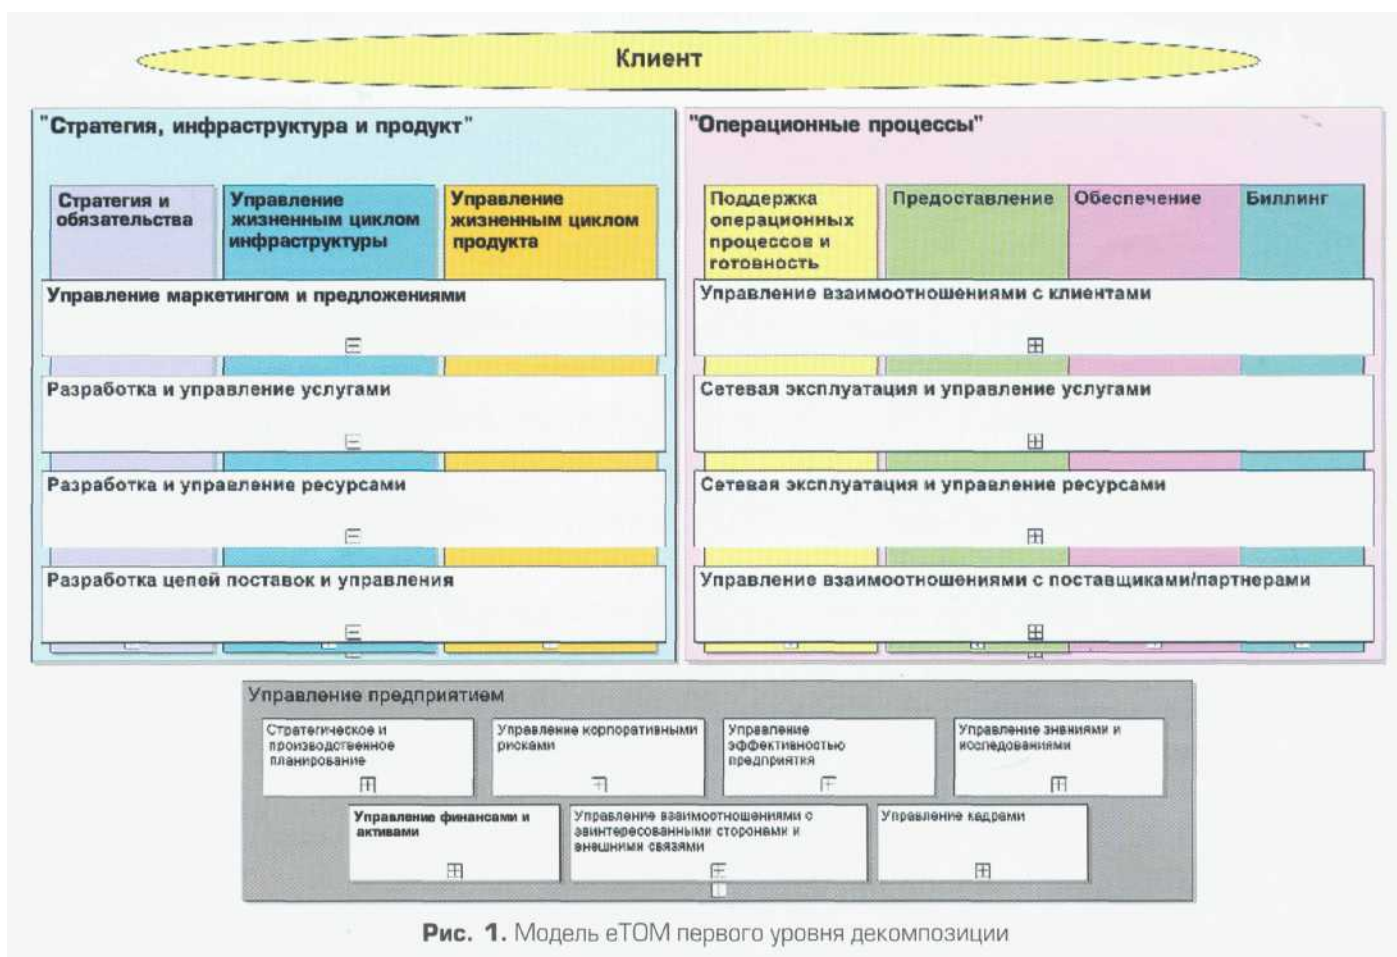 Клиент
"Стратегия, инфраструктура и продукт"
"Операционные процессы"
Стратегия и
обязательства
Управление
жизненным циклом
инфраструктуры
Управление
жизненным циклом
продукта
Поддержка
операционных
процессов и
готовность
Предоставление
Обеспечение
Биллинг
Управление маркетингом и предложениями
Управление взаимоотношениями с клиентами
Разработка и управление услугами
Сетевая эксплуатация и управление услугами
Разработка и управление ресурсами
Сетевая эксплуатация и управление ресурсами
Разработка цепей поставок и управления
Управление взаимоотношениями с поставщиками/партнерами
Управление предприятием
Стратегическое и
производственное
планирование
Управление корпоративными
рисками
Управление
эффективностью
предприятия
Управление знаниями и
исследованиями
Управление финансами и
активами
Управление взаимоотношениями с
заинтересованными сторонами и
внешними связями
Управление кадрами
Рис. 1. Модель eTOM первого уровня декомпозиции